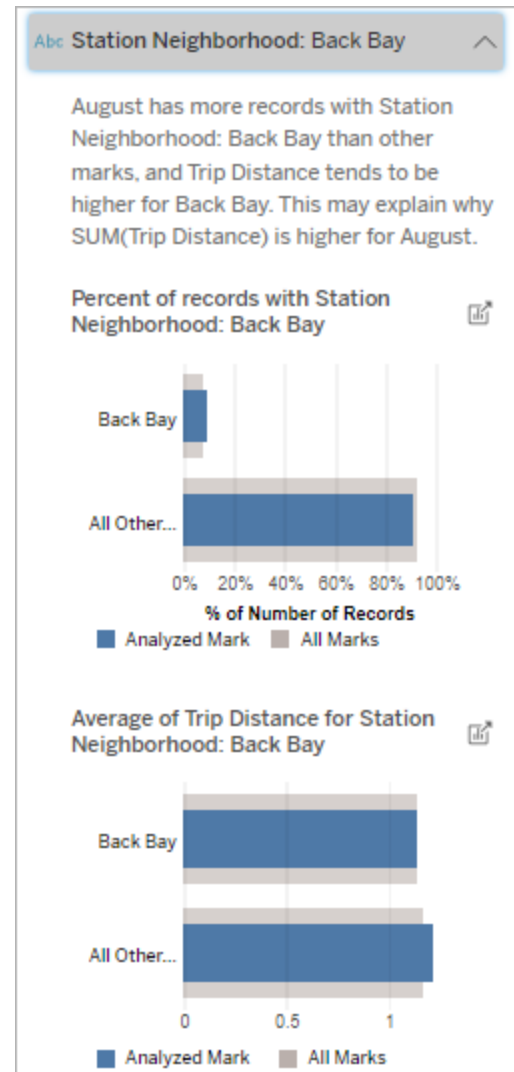 Abc Station Neighborhood: Back Bay
August has more records with Station
Neighborhood: Back Bay than other
marks, and Trip Distance tends to be
higher for Back Bay. This may explain why
SUM(Trip Distance) is higher for August.
Percent of records with Station
Neighborhood: Back Bay
Back Bay
All Other...
0% 20% 40% 60% 80% 100%
% of Number of Records
Analyzed Mark All Marks
Average of Trip Distance for Station
Neighborhood: Back Bay
Back Bay
All Other...
0 0.5 1
Analyzed Mark All Marks